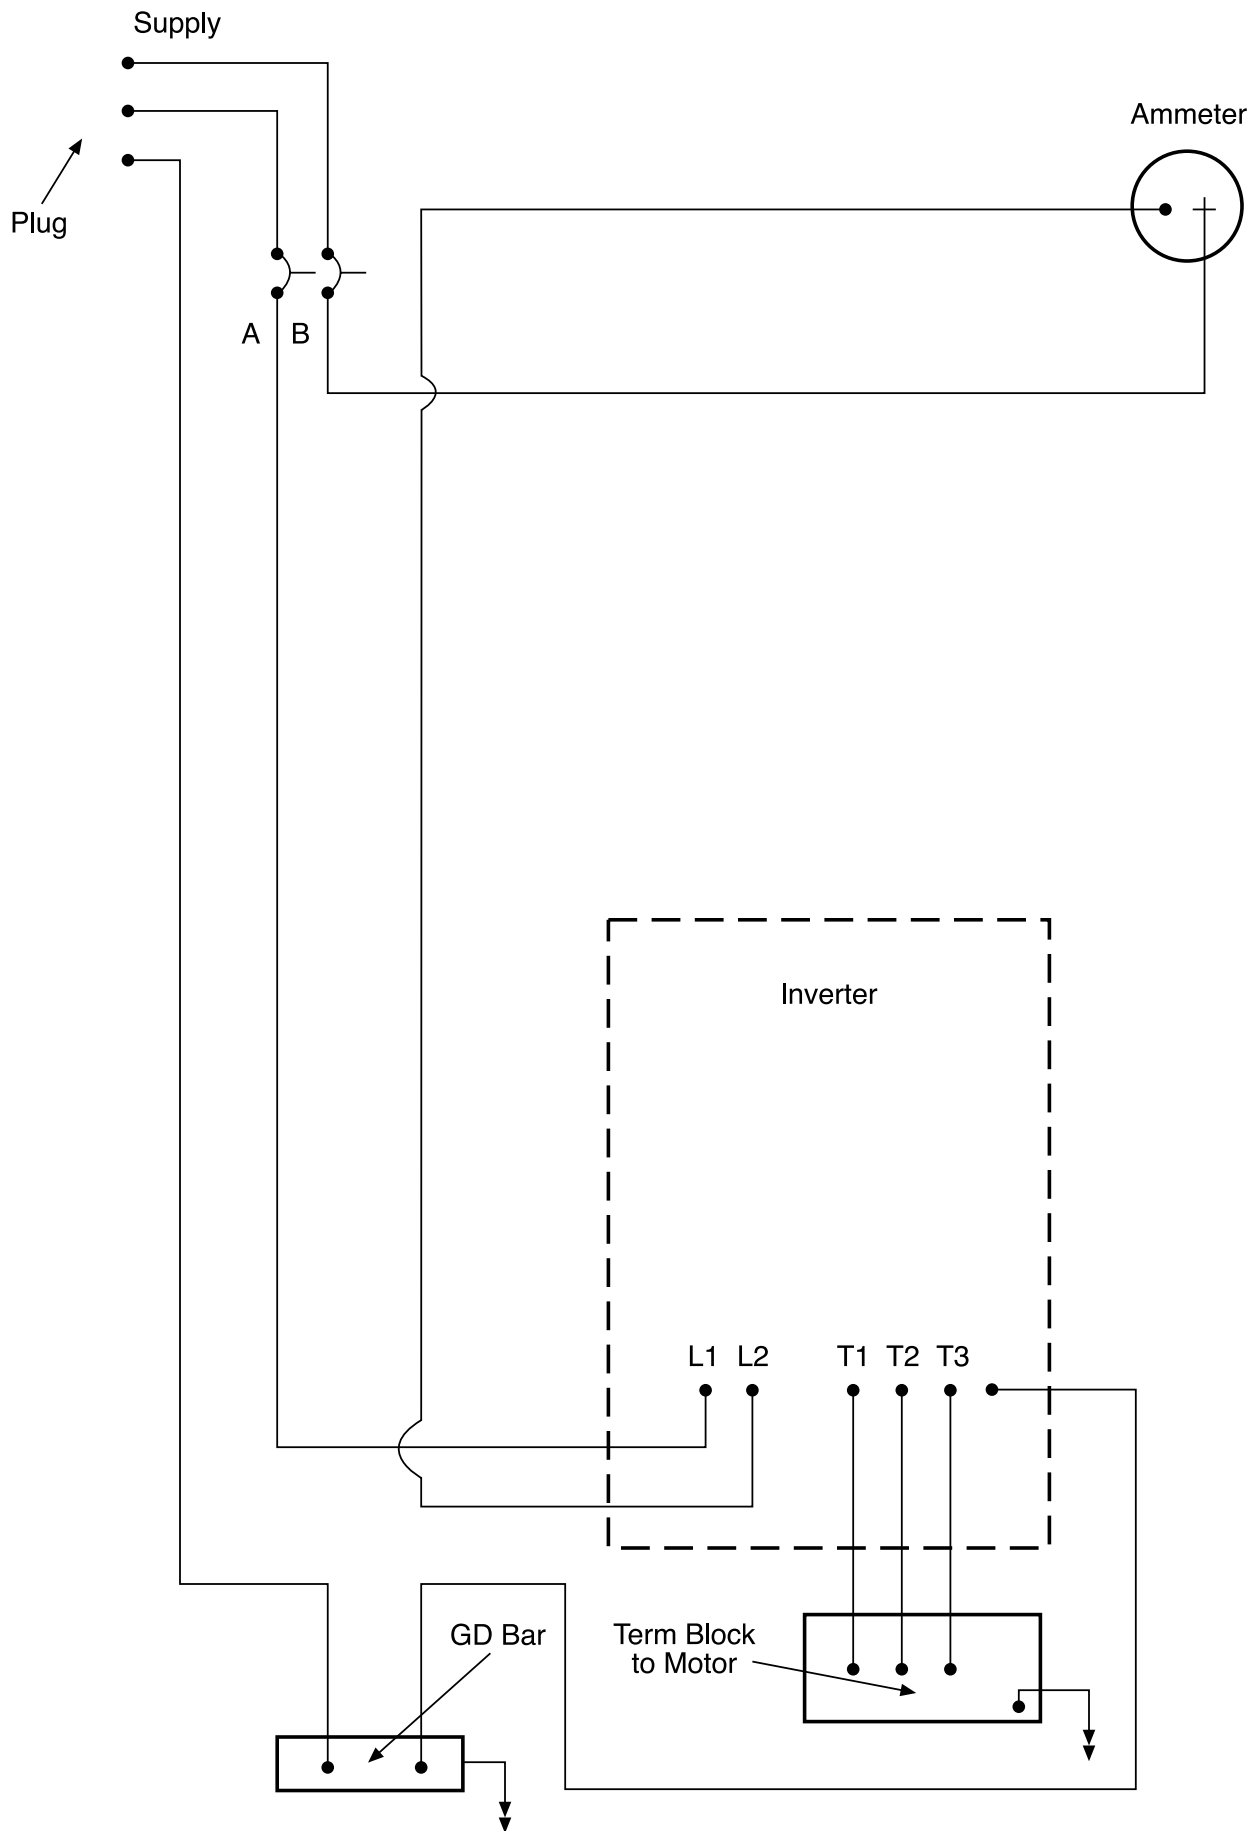 Supply
Ammeter
Plug
A B
Inverter
L1 L2 T1 T2 T3
GD Bar
Term Block
to Motor